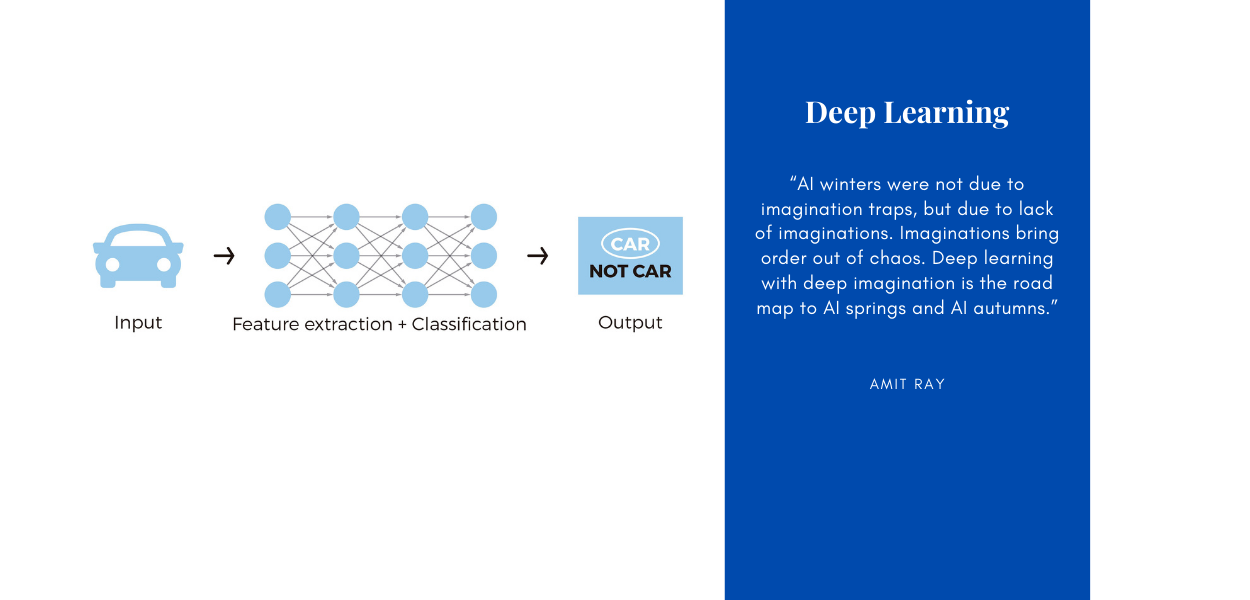 Deep Learning
“AI winters were not due to
imagination traps, but due to lack
of imaginations. Imaginations bring
order out of chaos. Deep learning
with deep imagination is the road
map to AI springs and AI autumns.”
AMIT RAY
CAR
NOT CAR
Input
Feature extraction + Classification
Output